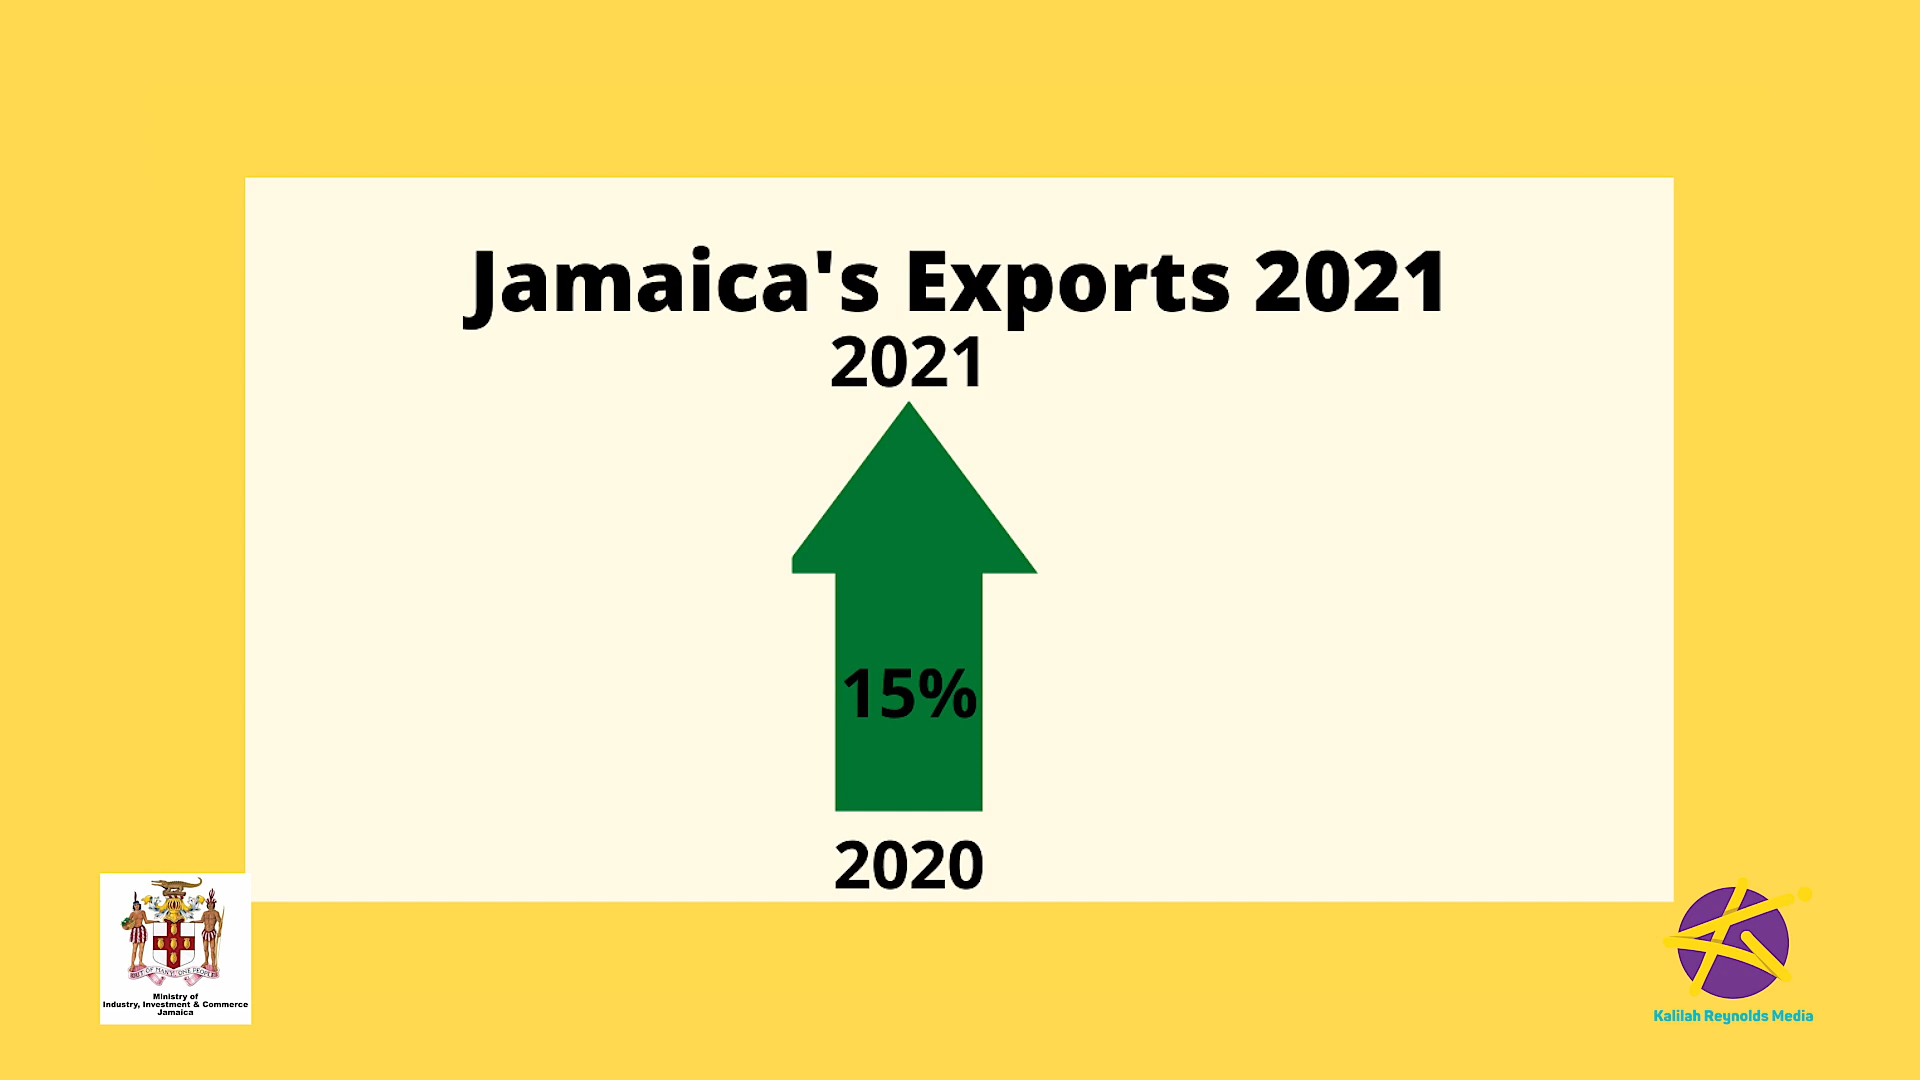 Jamaica's Exports 2021
2021
15%
2020
OUT OF MANY, ONE PEOPLE
Ministry of
Industry, Investment & Commerce
Jamaica
Kalilah Reynolds Media